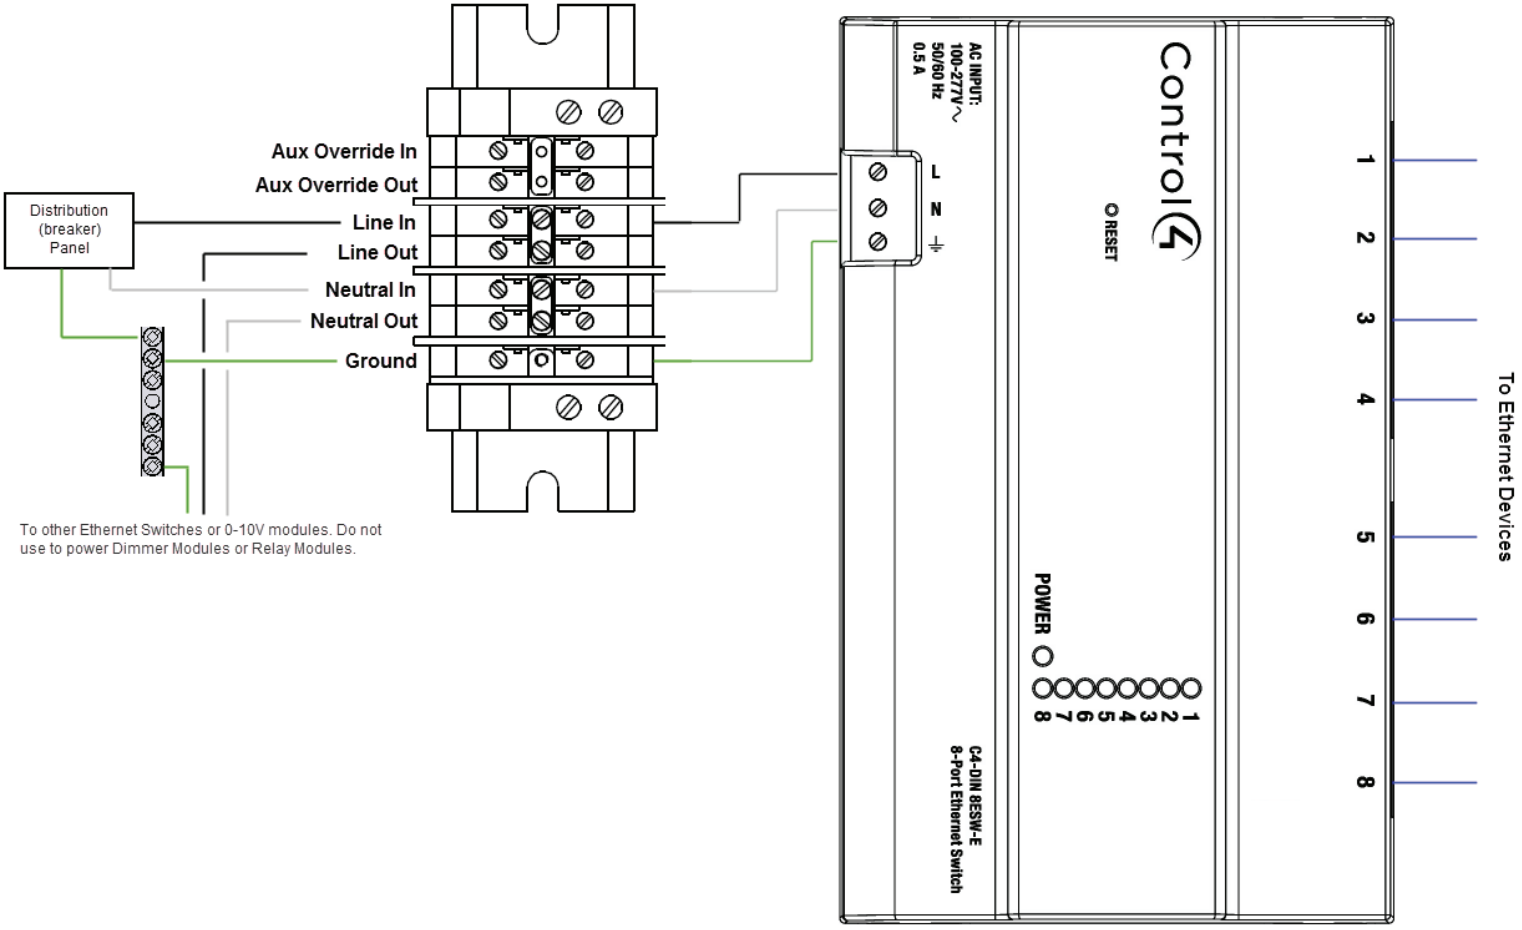 Aux Override In
Aux Override Out
Line In
Line Out
Neutral In
Neutral Out
Ground
Distribution
(breaker)
Panel
To other Ethernet Switches or 0-10V modules. Do not
use to power Dimmer Modules or Relay Modules.
AC INPUT:
100-277V~
50/60 Hz
0.5 A
L
N
Control4
RESET
POWER
1
2
3
4
5
6
7
8
C4-DIN 8ESW-E
8-Port Ethernet Switch
1
2
3
4
5
6
7
8
To Ethernet Devices